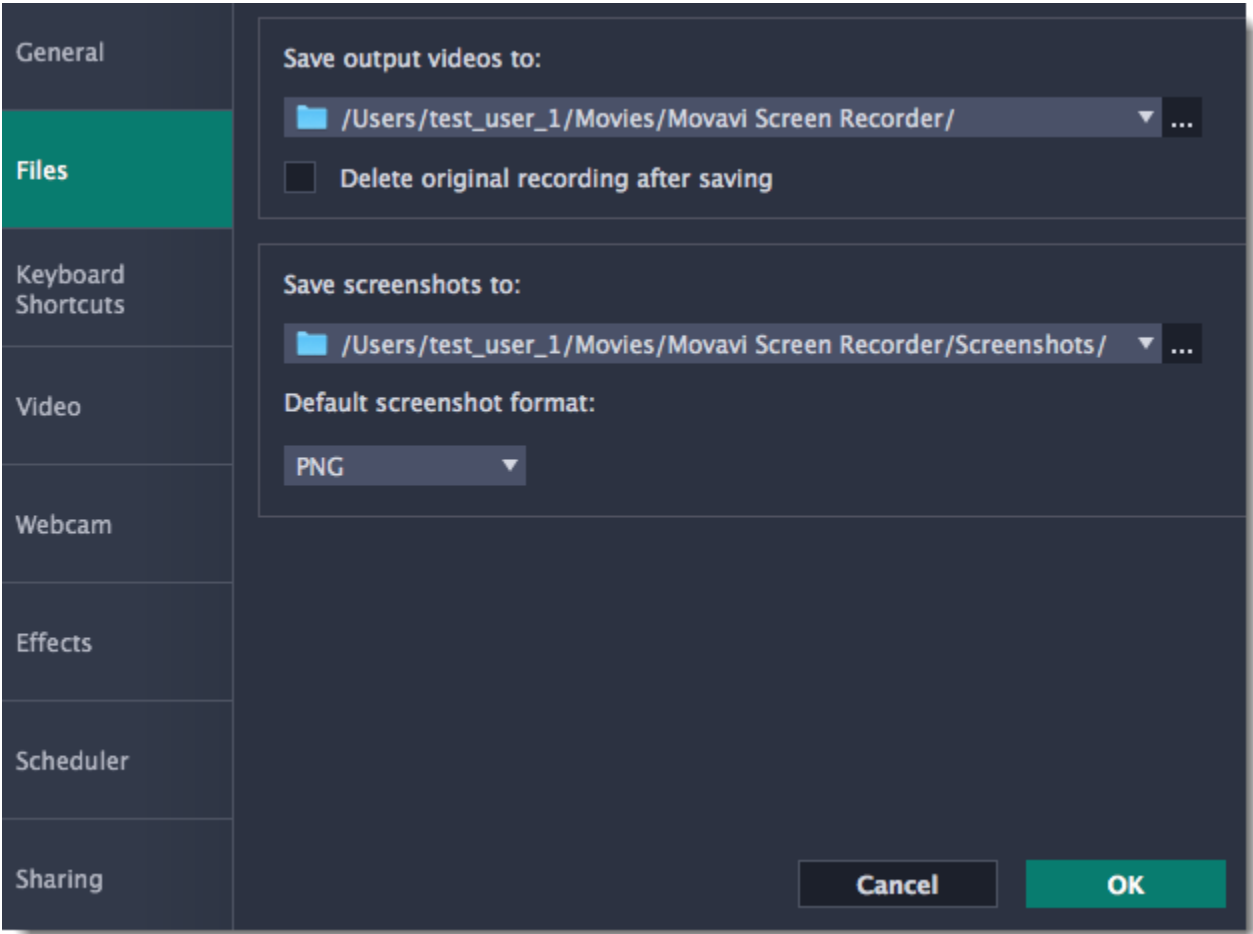 General
Files
Keyboard
Shortcuts
Video
Webcam
Effects
Scheduler
Sharing
Save output videos to:
/Users/test_user_1/Movies/Movavi Screen Recorder/
...
Delete original recording after saving
Save screenshots to:
/Users/test_user_1/Movies/Movavi Screen Recorder/Screenshots/
...
Default screenshot format:
PNG
Cancel
OK